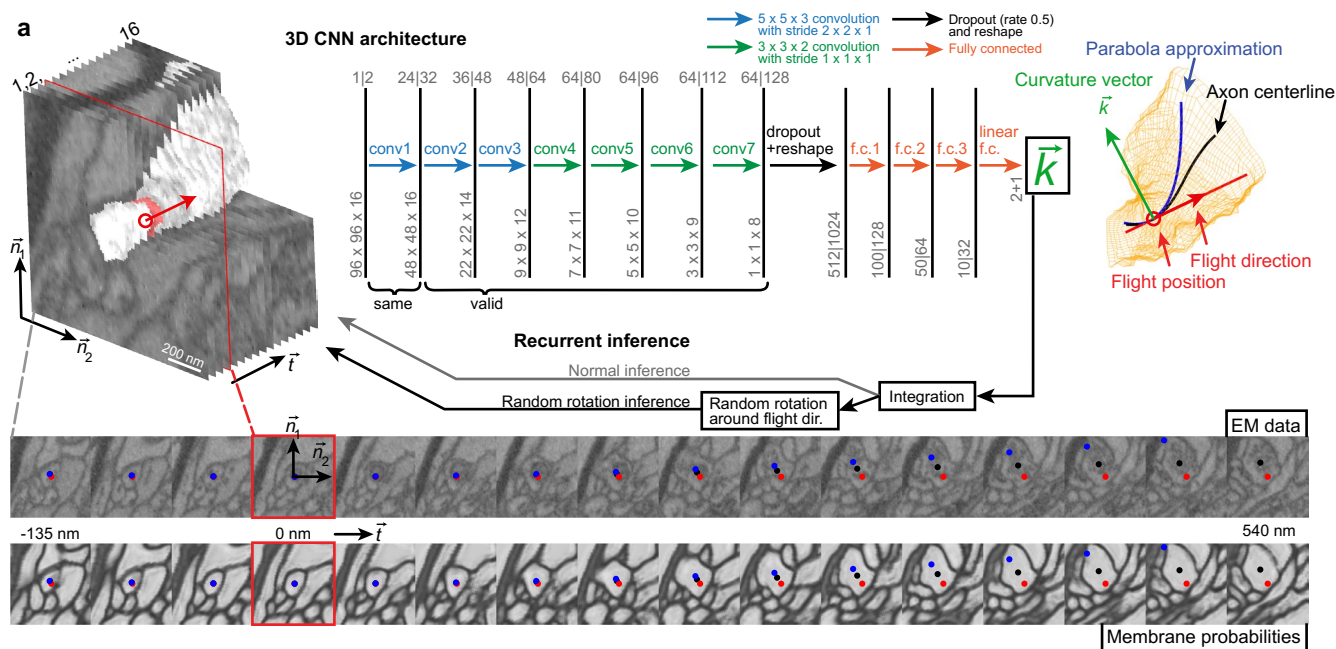 a
1,2, ... 16
n⃗1
n⃗2
t⃗
200 nm
3D CNN architecture
5 x 5 x 3 convolution
with stride 2 x 2 x 1
3 x 3 x 2 convolution
with stride 1 x 1 x 1
Dropout (rate 0.5)
and reshape
Fully connected
1|2 24|32 36|48 48|64 64|80 64|96 64|112 64|128
conv1 conv2 conv3 conv4 conv5 conv6 conv7
dropout
+reshape
f.c.1 f.c.2 f.c.3
linear
f.c.
k⃗
96 x 96 x 16
48 x 48 x 16
22 x 22 x 14
9 x 9 x 12
7 x 7 x 11
5 x 5 x 10
3 x 3 x 9
1 x 1 x 8
512|1024
100|128
50|64
10|32
2+1
same
valid
Parabola approximation
Curvature vector
k⃗
Axon centerline
Flight direction
Flight position
Recurrent inference
Normal inference
Random rotation inference
Random rotation
around flight dir.
Integration
EM data
n⃗1
n⃗2
-135 nm
0 nm
t⃗
540 nm
Membrane probabilities